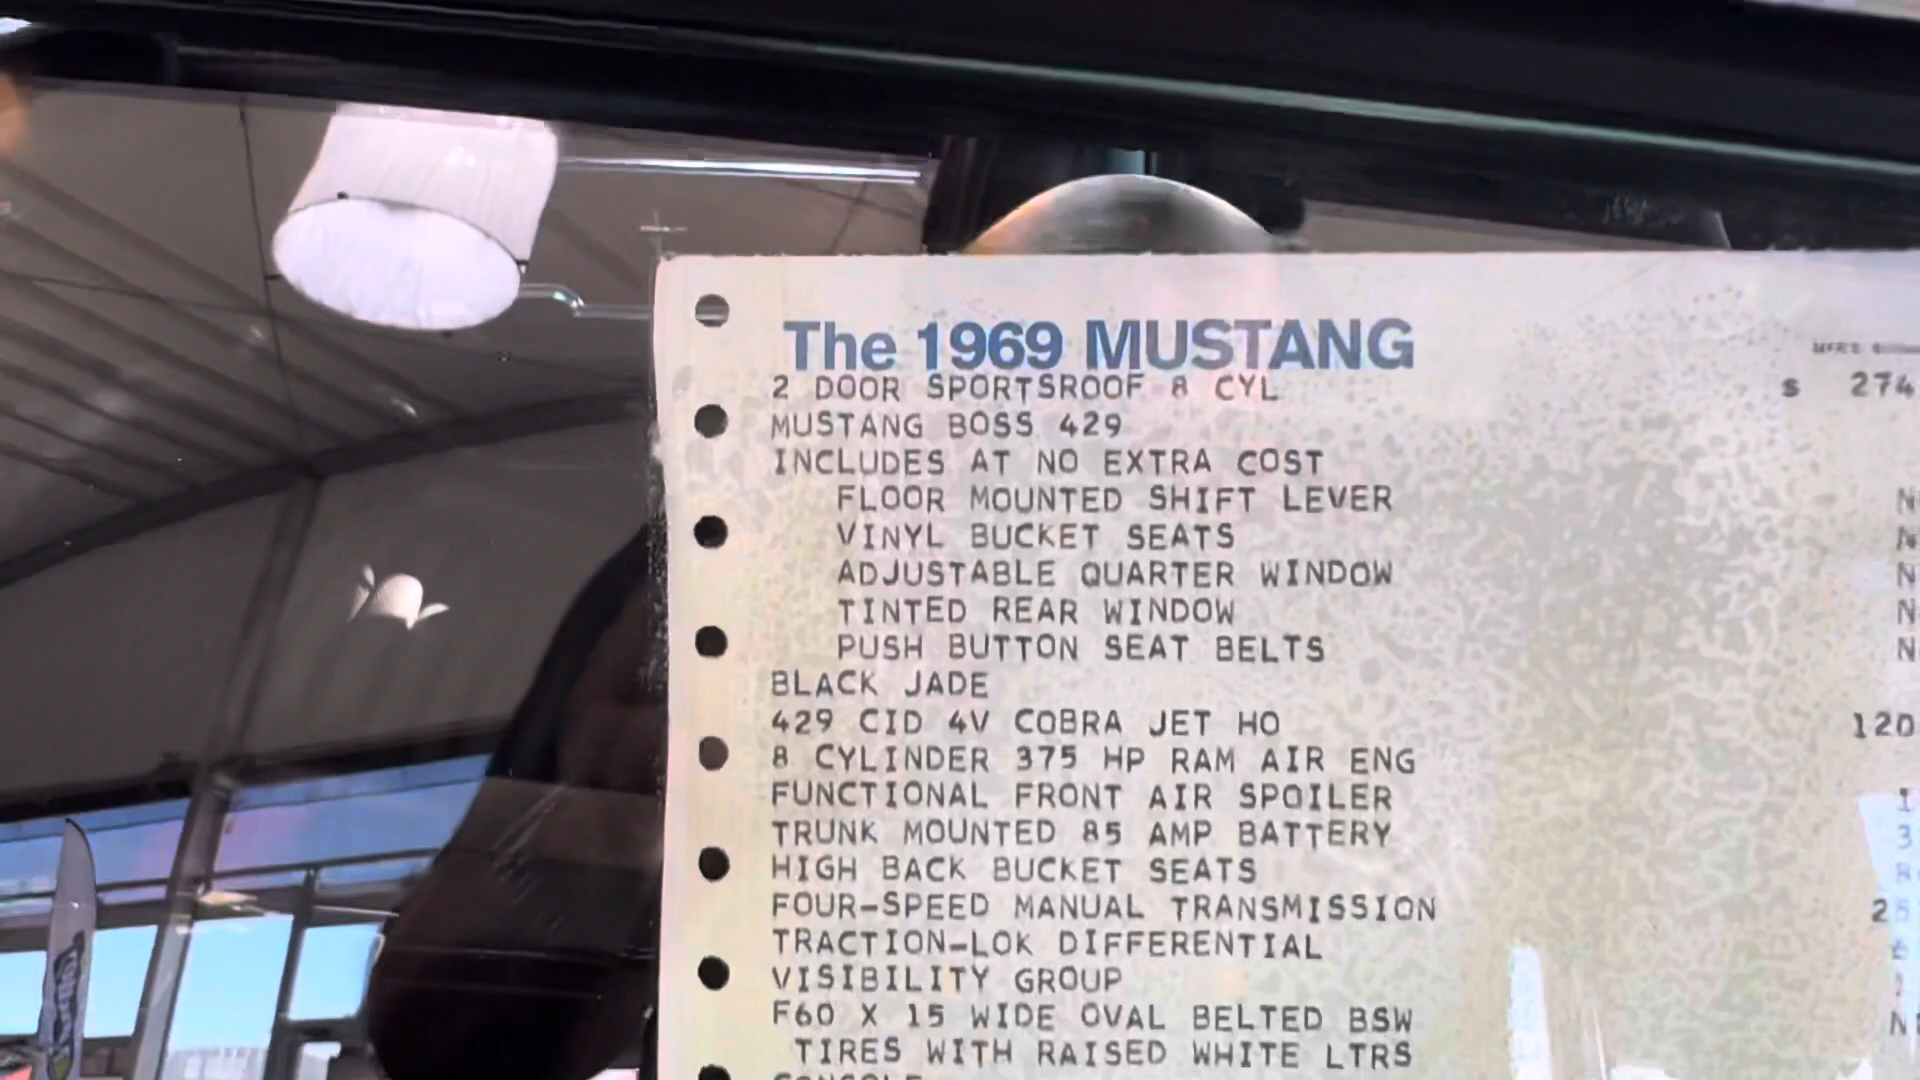 The 1969 MUSTANG
2 DOOR SPORTSROOF 8 CYL $ 274
MUSTANG BOSS 429
INCLUDES AT NO EXTRA COST
FLOOR MOUNTED SHIFT LEVER N
VINYL BUCKET SEATS N
ADJUSTABLE QUARTER WINDOW N
TINTED REAR WINDOW N
PUSH BUTTON SEAT BELTS N
BLACK JADE
429 CID 4V COBRA JET HO 120
8 CYLINDER 375 HP RAM AIR ENG
FUNCTIONAL FRONT AIR SPOILER
TRUNK MOUNTED 85 AMP BATTERY 3
HIGH BACK BUCKET SEATS
FOUR-SPEED MANUAL TRANSMISSION
TRACTION-LOK DIFFERENTIAL
VISIBILITY GROUP
F60 X 15 WIDE OVAL BELTED BSW N
TIRES WITH RAISED WHITE LTRS
CONSOLE